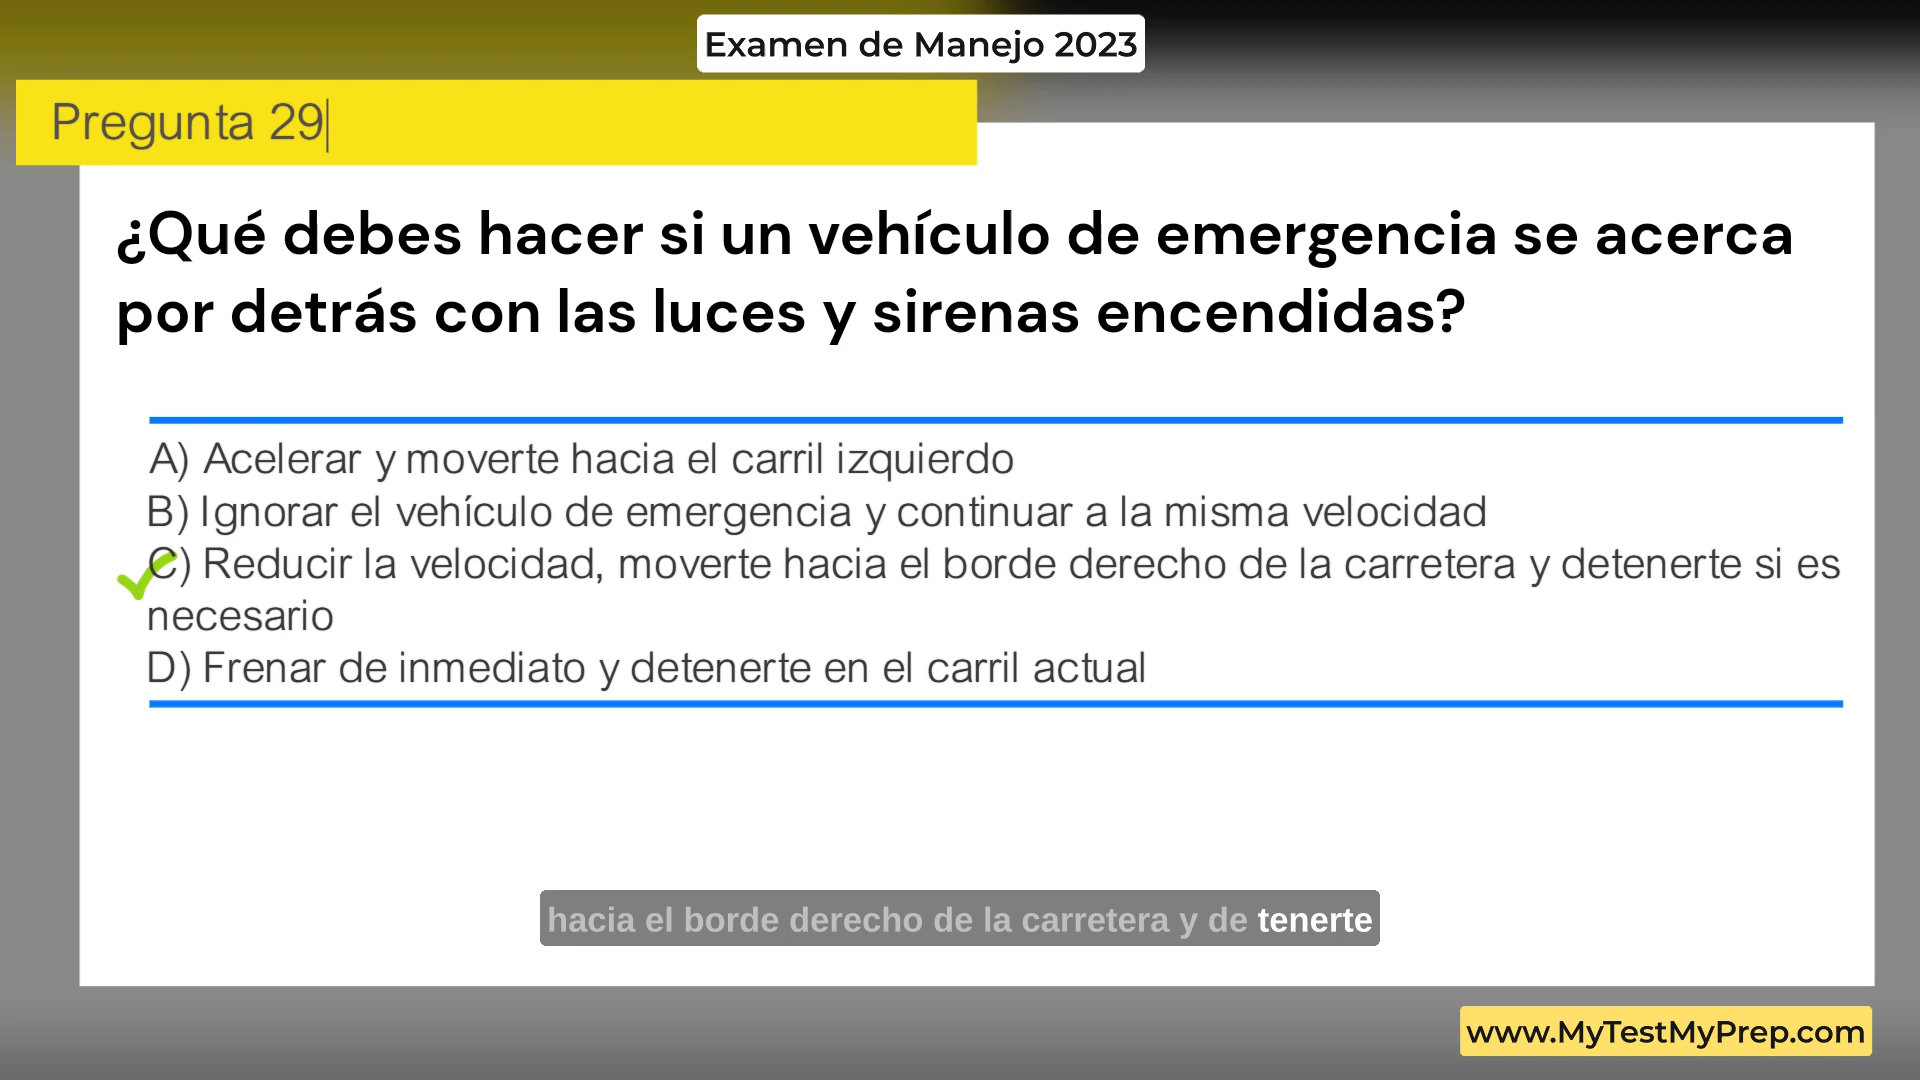 Examen de Manejo 2023
Pregunta 29
¿Qué debes hacer si un vehículo de emergencia se acerca
por detrás con las luces y sirenas encendidas?
A) Acelerar y moverte hacia el carril izquierdo
B) Ignorar el vehículo de emergencia y continuar a la misma velocidad
C) Reducir la velocidad, moverte hacia el borde derecho de la carretera y detenerte si es
necesario
D) Frenar de inmediato y detenerte en el carril actual
hacia el borde derecho de la carretera y de tenerte
www.MyTestMyPrep.com